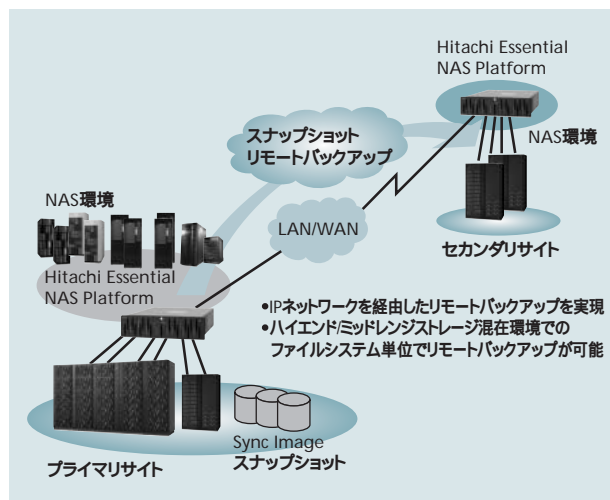 Hitachi Essential
NAS Platform
NAS環境
スナップショット
リモートバックアップ
LAN/WAN
NAS環境
Hitachi Essential
NAS Platform
セカンダリサイト
•IPネットワークを経由したリモートバックアップを実現
•ハイエンド/ミッドレンジストレージ混在環境での
ファイルシステム単位でリモートバックアップが可能
Sync Image
スナップショット
プライマリサイト